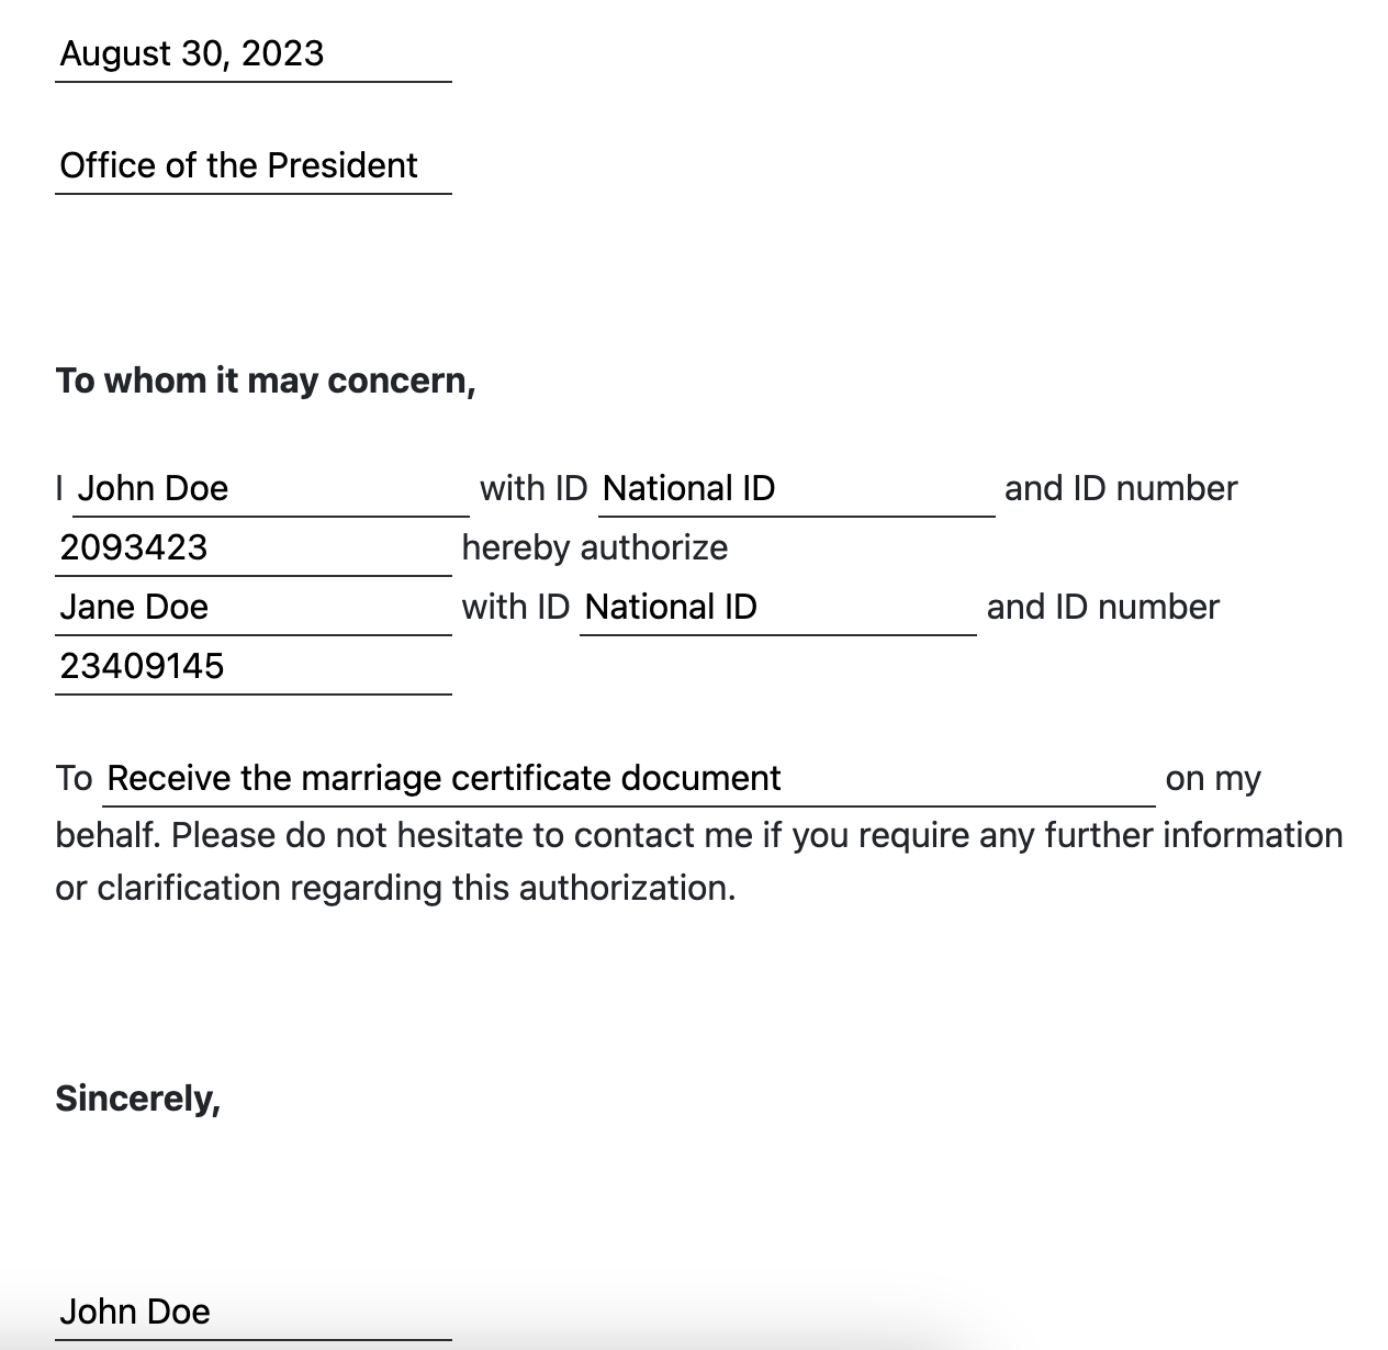 August 30, 2023
Office of the President
To whom it may concern,
I John Doe with ID National ID and ID number
2093423 hereby authorize
Jane Doe with ID National ID and ID number
23409145
To Receive the marriage certificate document on my
behalf. Please do not hesitate to contact me if you require any further information
or clarification regarding this authorization.
Sincerely,
John Doe